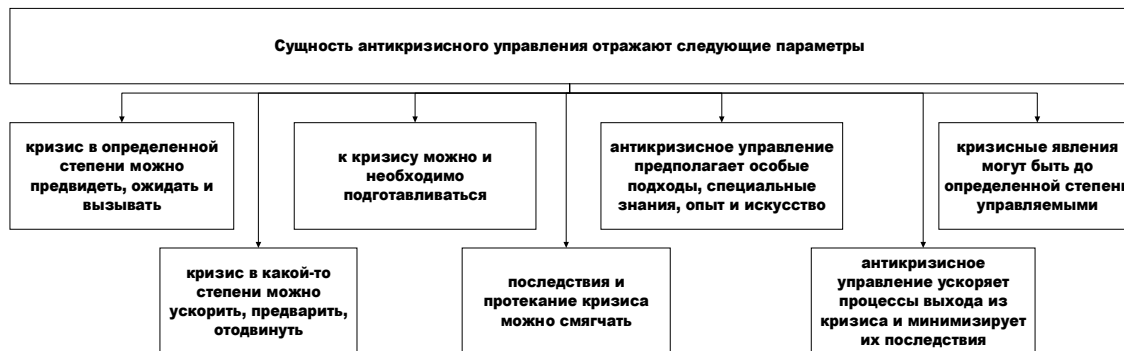 Сущность антикризисного управления отражают следующие параметры
кризис в определенной
степени можно
предвидеть, ожидать и
вызывать
к кризису можно и
необходимо
подготавливаться
антикризисное управление
предполагает особые
подходы, специальные
знания, опыт и искусство
кризисные явления
могут быть до
определенной степени
управляемыми
кризис в какой-то
степени можно
ускорить, предварить,
отодвинуть
последствия и
протекание кризиса
можно смягчать
антикризисное
управление ускоряет
процессы выхода из
кризиса и минимизирует
их последствия